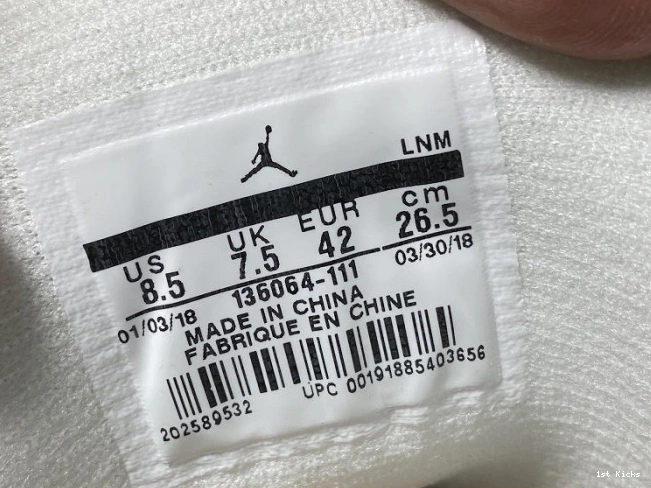 LNM
US UK EUR cm
8.5 7.5 42 26.5
136064-111
01/03/18 03/30/18
MADE IN CHINA
FABRIQUE EN CHINE
202589532 UPC 00191885403656
1st Kicks